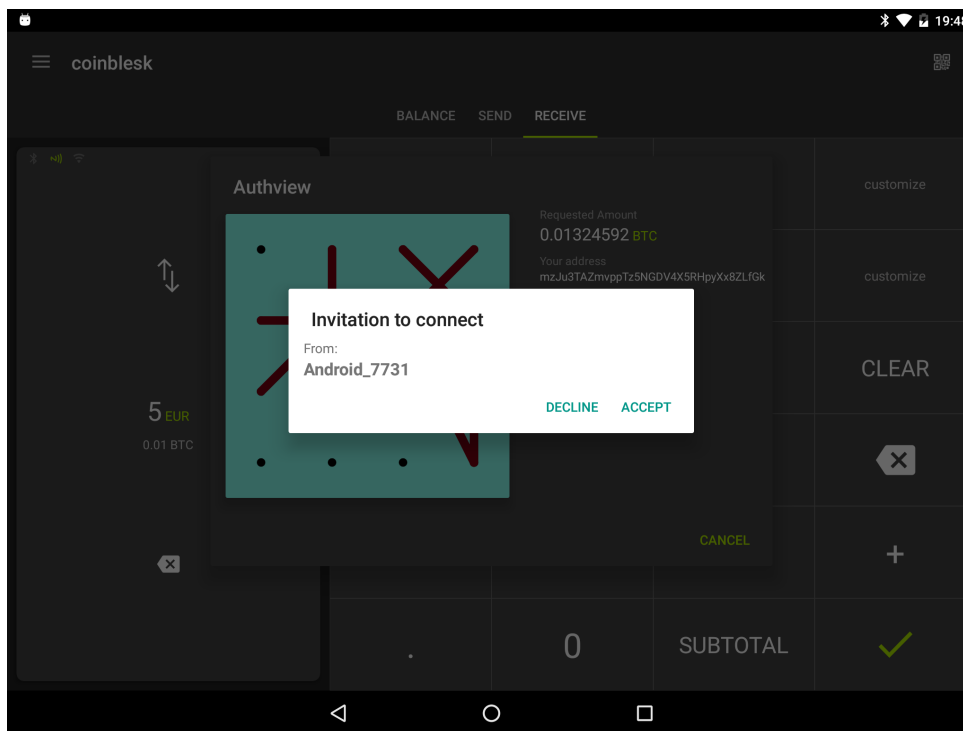 19:48
coinblesk
BALANCE SEND RECEIVE
Authview
customize
Requested Amount
0.01324592 BTC
Your address
mzJu3TAZmvppTz5NGDV4X5RHpyXx8ZLfGk
customize
Invitation to connect
From:
Android_7731
DECLINE ACCEPT
CLEAR
5 EUR
0.01 BTC
CANCEL
+
. 0 SUBTOTAL